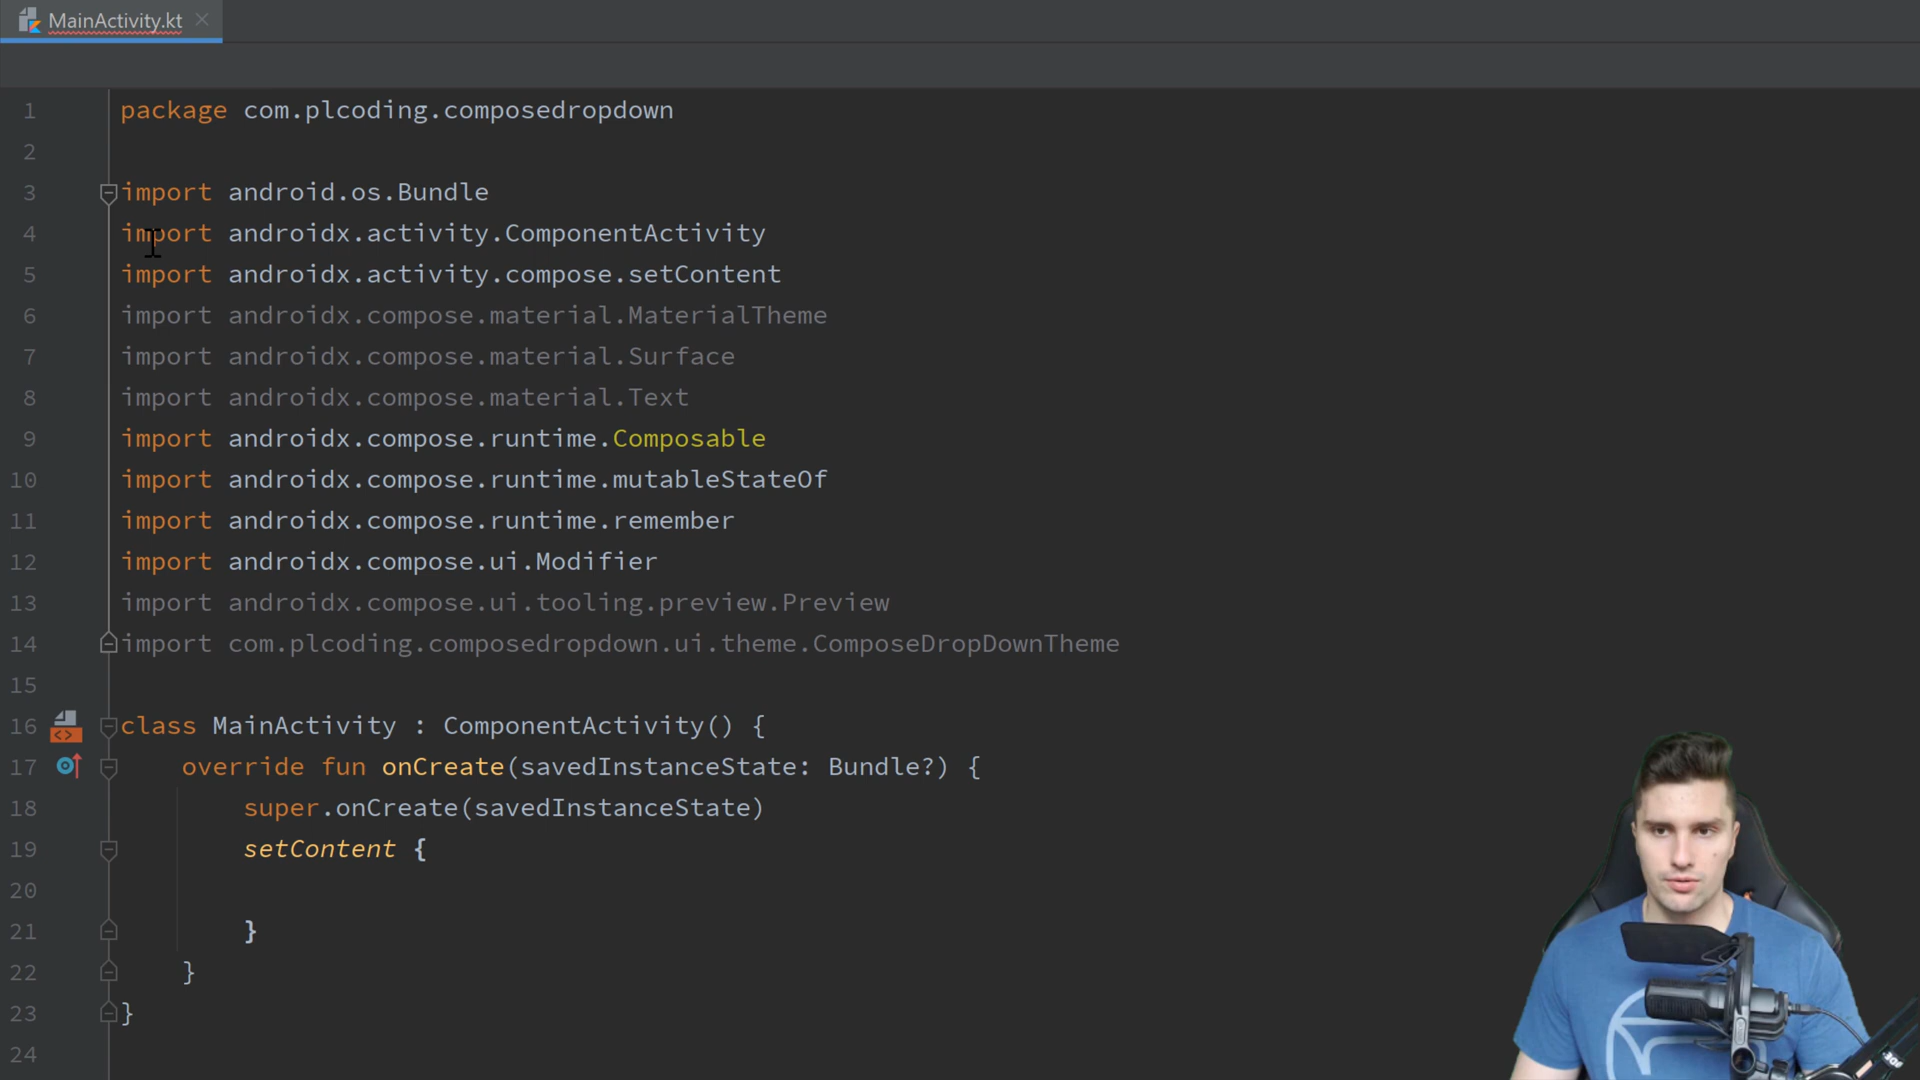 MainActivity.kt
1 package com.plcoding.composedropdown
2
3 import android.os.Bundle
4 import androidx.activity.ComponentActivity
5 import androidx.activity.compose.setContent
6 import androidx.compose.material.MaterialTheme
7 import androidx.compose.material.Surface
8 import androidx.compose.material.Text
9 import androidx.compose.runtime.Composable
10 import androidx.compose.runtime.mutableStateOf
11 import androidx.compose.runtime.remember
12 import androidx.compose.ui.Modifier
13 import androidx.compose.ui.tooling.preview.Preview
14 import com.plcoding.composedropdown.ui.theme.ComposeDropDownTheme
15
16 class MainActivity : ComponentActivity() {
17 override fun onCreate(savedInstanceState: Bundle?) {
18 super.onCreate(savedInstanceState)
19 setContent {
20
21 }
22 }
23 }
24